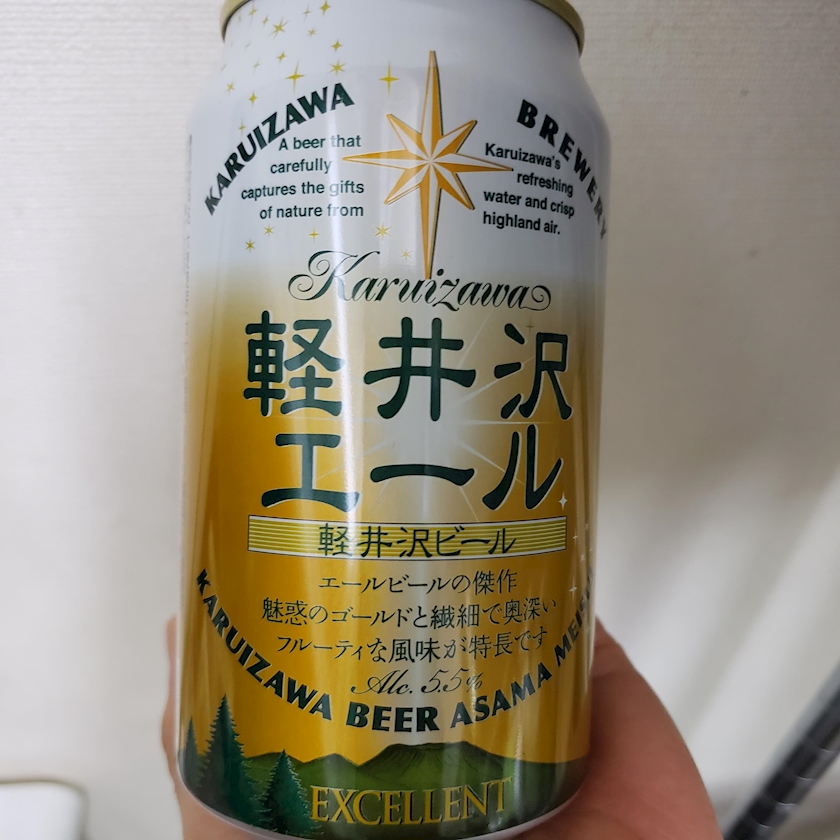 KARUIZAWA
BREWERY
A beer that
carefully
captures the gifts
of nature from
Karuizawa's
refreshing
water and crisp
highland air.
Karuizawa
軽井沢
エール
軽井沢ビール
エールビールの傑作
魅惑のゴールドと繊細で奥深い
フルーティな風味が特長です
Alc. 5.5%
KARUIZAWA BEER ASAMA MEISUI
EXCELLENT